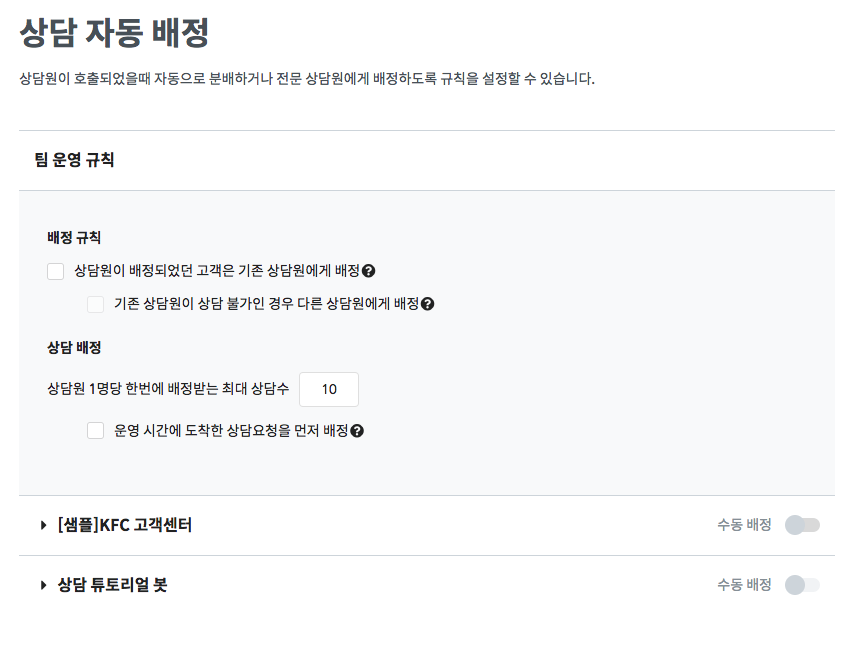 상담 자동 배정
상담원이 호출되었을때 자동으로 분배하거나 전문 상담원에게 배정하도록 규칙을 설정할 수 있습니다.
팀 운영 규칙
배정 규칙
상담원이 배정되었던 고객은 기존 상담원에게 배정?
기존 상담원이 상담 불가인 경우 다른 상담원에게 배정?
상담 배정
상담원 1명당 한번에 배정받는 최대 상담수 10
운영 시간에 도착한 상담요청을 먼저 배정?
[샘플]KFC 고객센터 수동 배정
상담 튜토리얼 봇 수동 배정